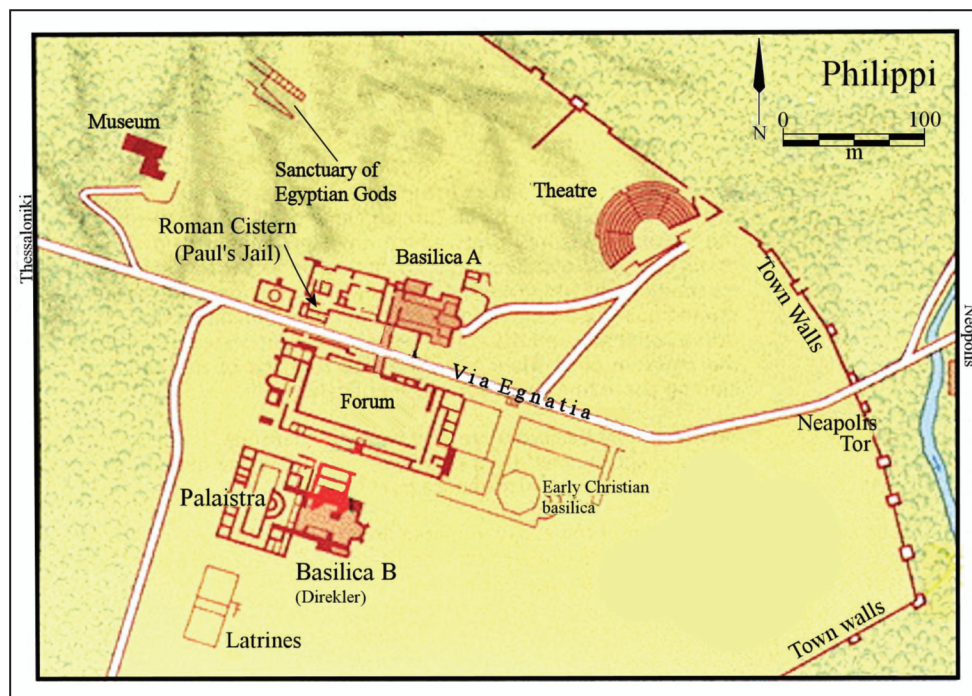 Philippi
0 100
m
N
Museum
Sanctuary of
Egyptian Gods
Theatre
Roman Cistern
(Paul's Jail)
Basilica A
Thessaloniki
Town Walls
Neopolis
Via Egnatia
Forum
Neapolis
Tor
Palaistra
Early Christian
basilica
Basilica B
(Direkler)
Latrines
Town walls